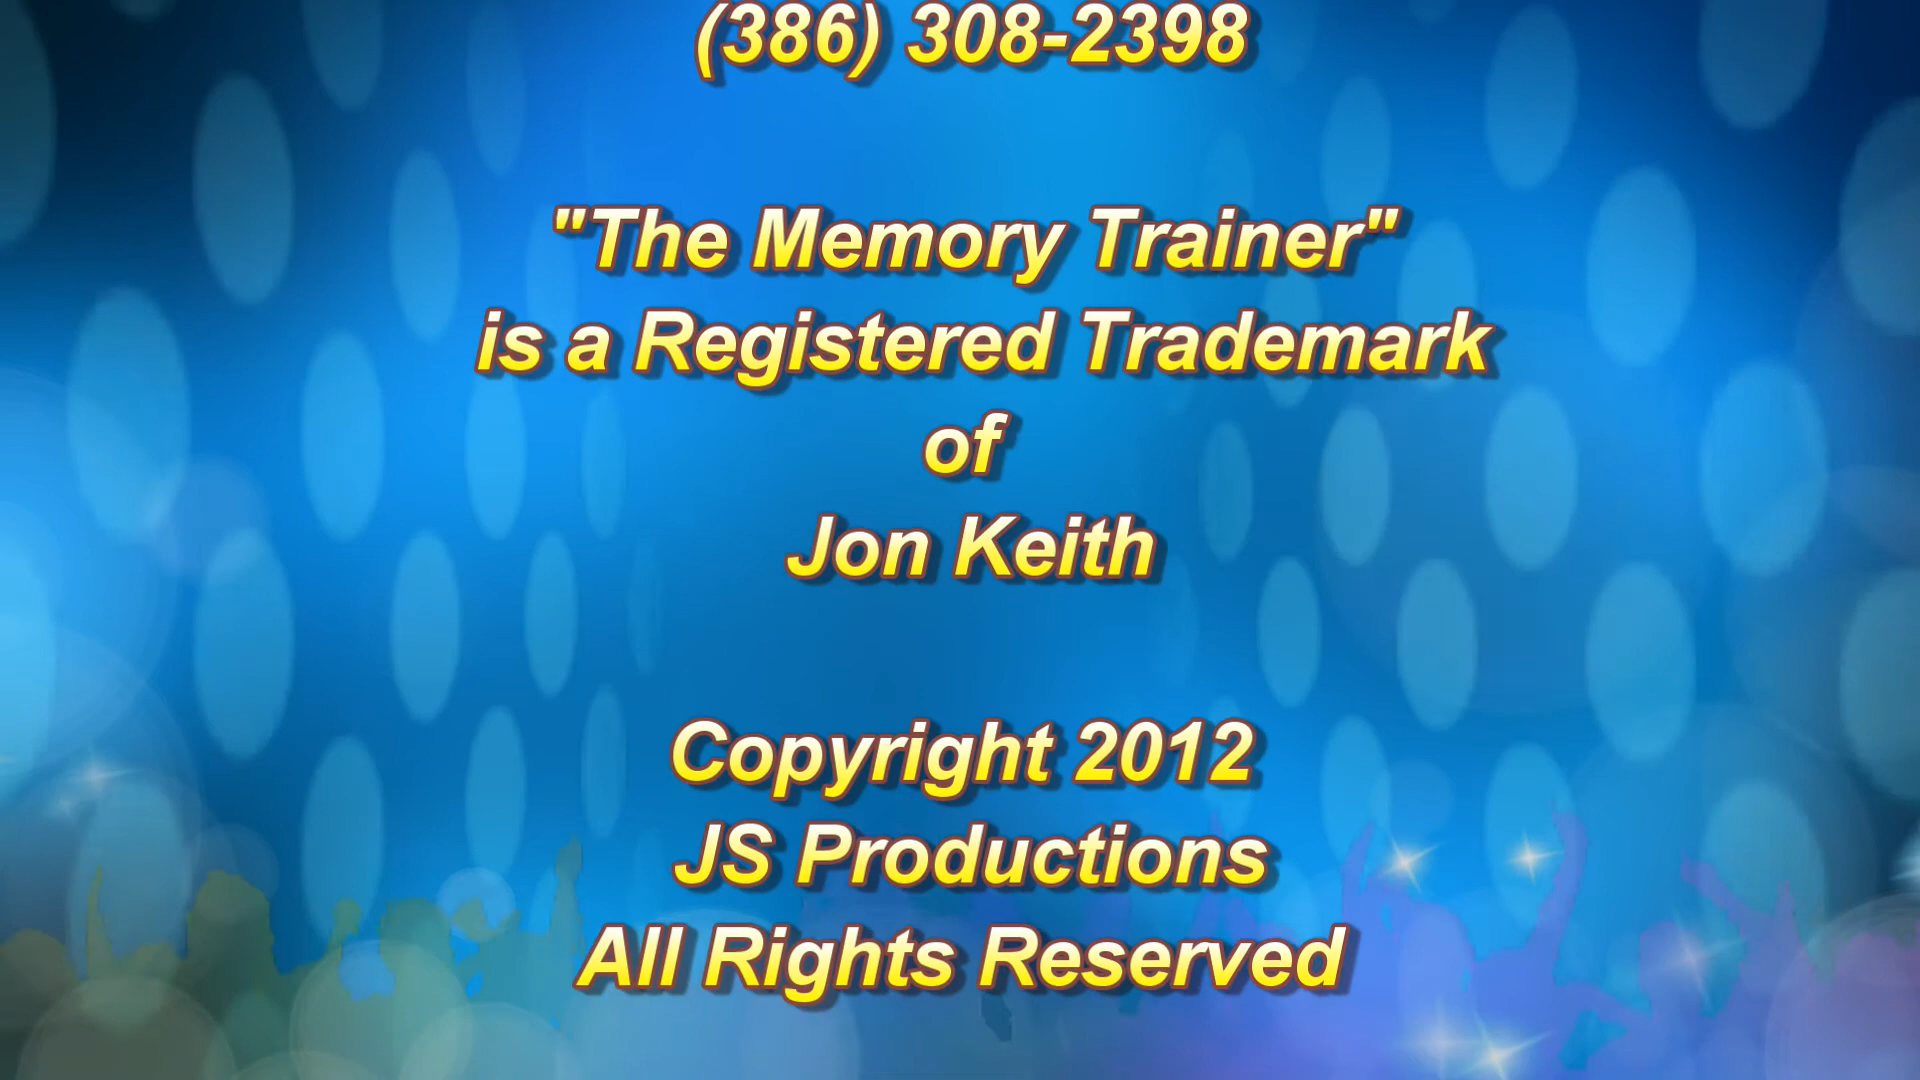 (386) 308-2398
"The Memory Trainer"
is a Registered Trademark
of
Jon Keith
Copyright 2012
JS Productions
All Rights Reserved